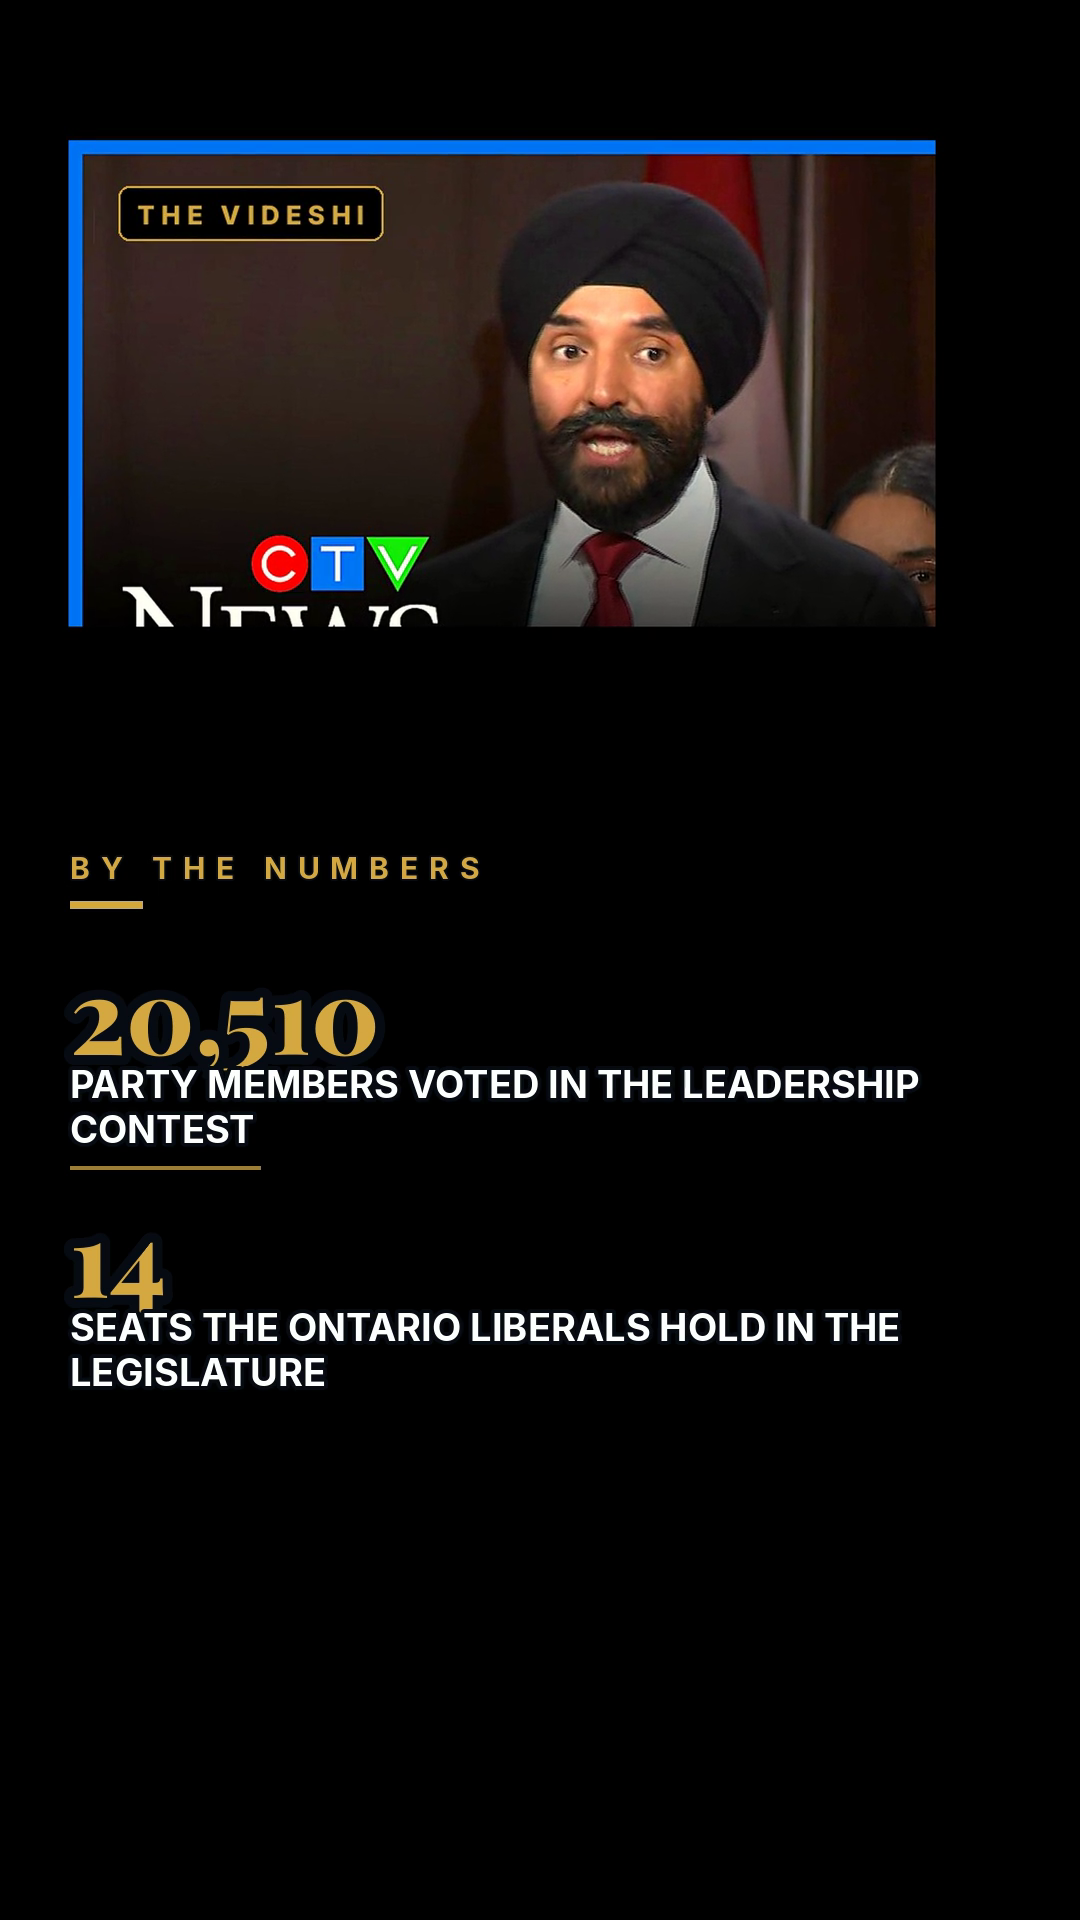 THE VIDESHI
CTV
NEWS
BY THE NUMBERS
20,510
PARTY MEMBERS VOTED IN THE LEADERSHIP
CONTEST
14
SEATS THE ONTARIO LIBERALS HOLD IN THE
LEGISLATURE